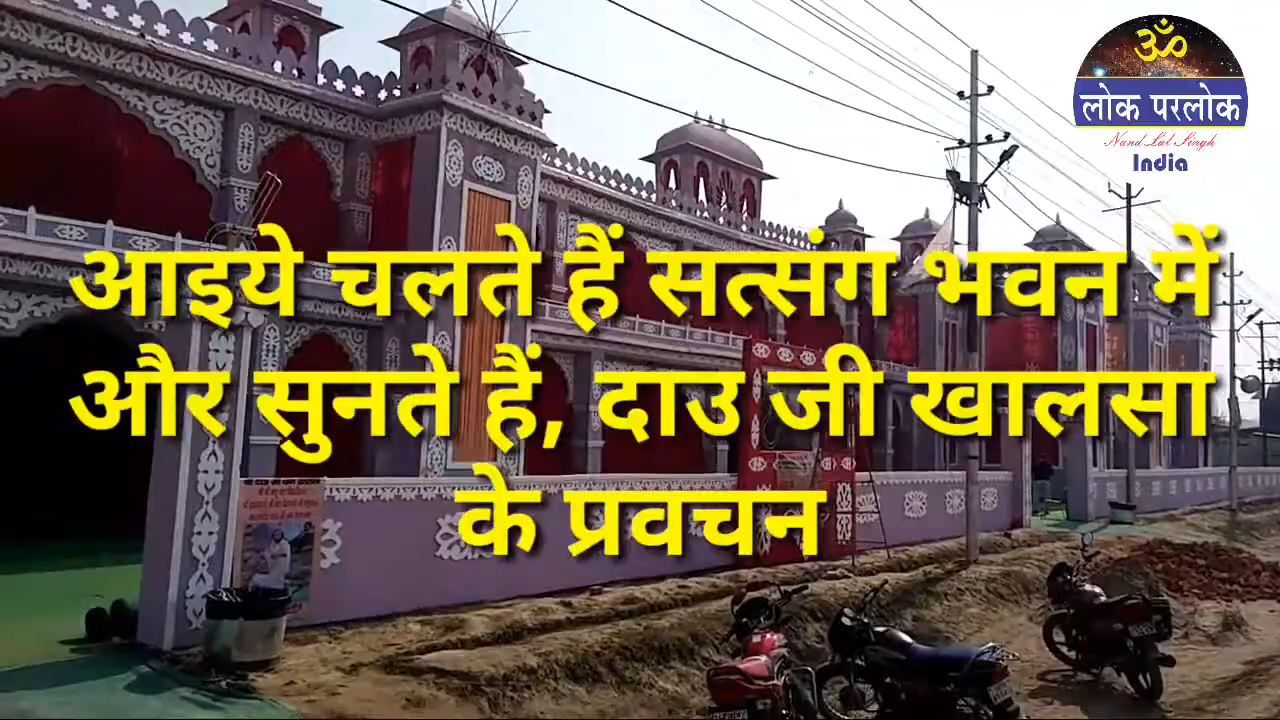 ॐ
लोक परलोक
Nand Lal Singh
India
आइये चलते हैं सत्संग भवन में
और सुनते हैं, दाउ जी खालसा
के प्रवचन